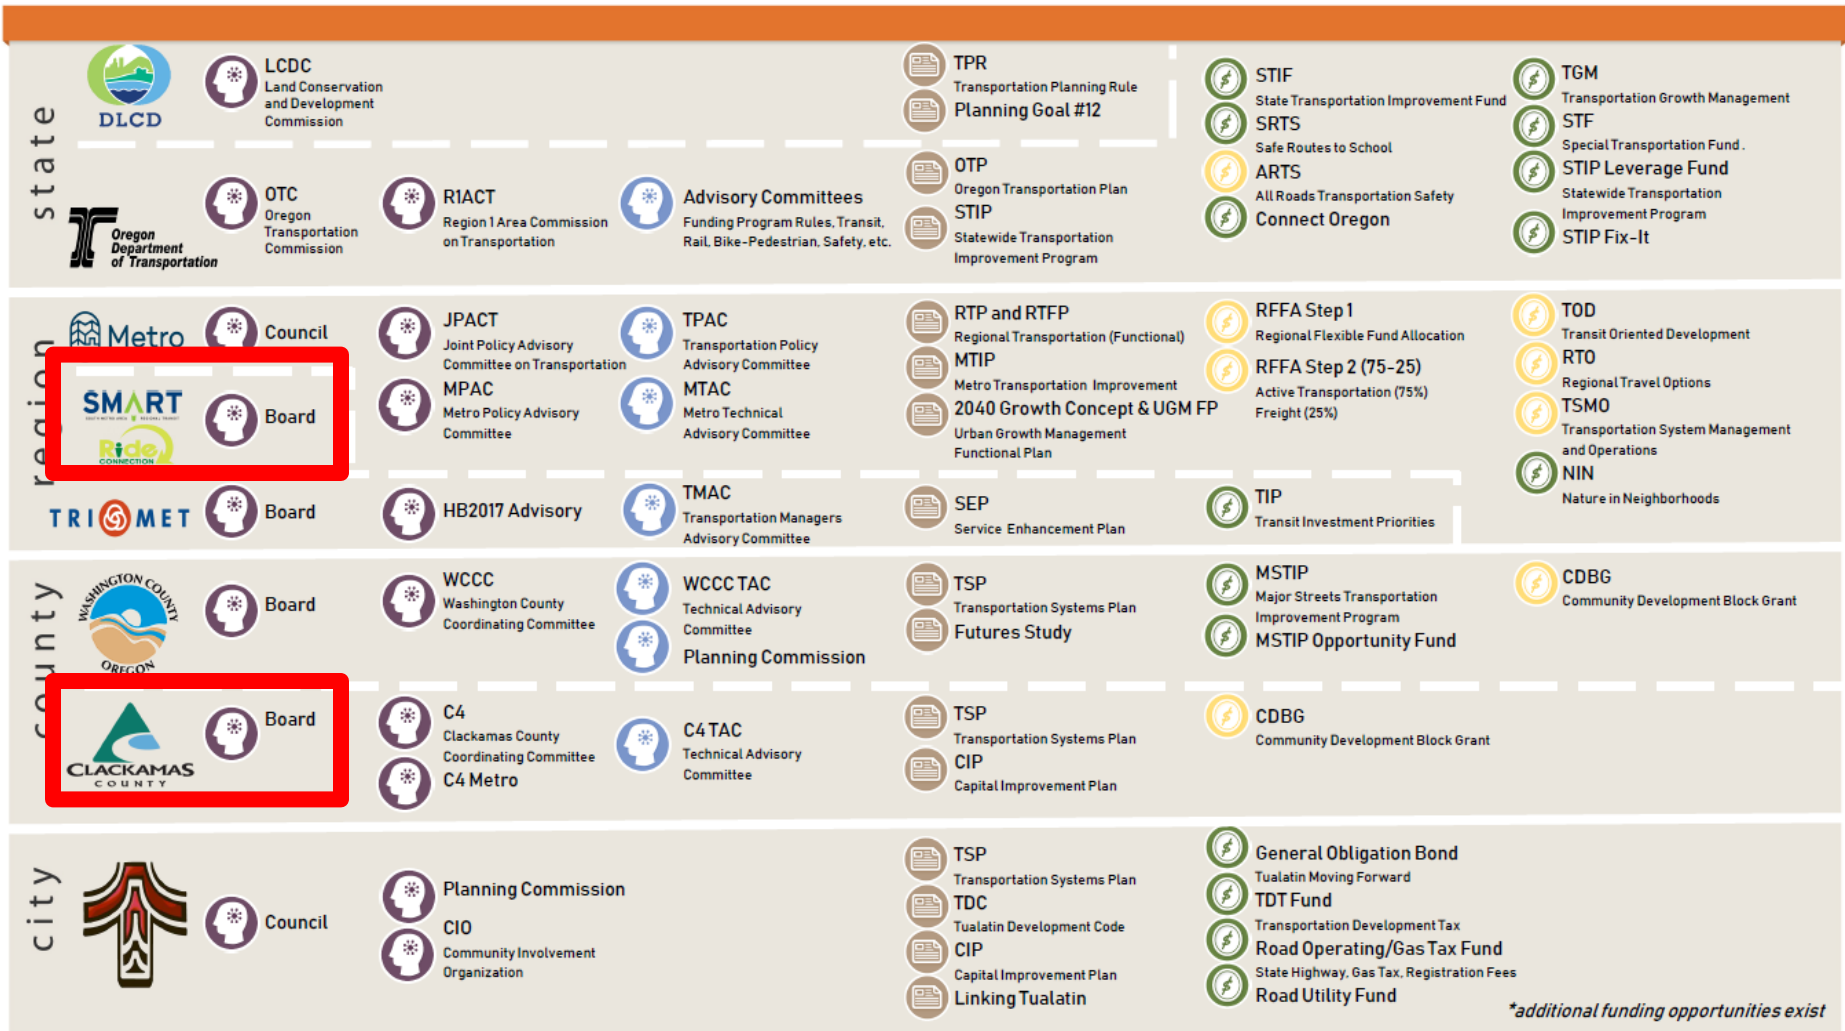 state
DLCD
LCDC
Land Conservation
and Development
Commission
TPR
Transportation Planning Rule
Planning Goal #12
Oregon
Department
of Transportation
OTC
Oregon
Transportation
Commission
R1ACT
Region 1 Area Commission
on Transportation
Advisory Committees
Funding Program Rules, Transit,
Rail, Bike-Pedestrian, Safety, etc.
OTP
Oregon Transportation Plan
STIP
Statewide Transportation
Improvement Program
STIF
State Transportation Improvement Fund
SRTS
Safe Routes to School
ARTS
All Roads Transportation Safety
Connect Oregon
TGM
Transportation Growth Management
STF
Special Transportation Fund .
STIP Leverage Fund
Statewide Transportation
Improvement Program
STIP Fix-It
region
Metro
Council
JPACT
Joint Policy Advisory
Committee on Transportation
MPAC
Metro Policy Advisory
Committee
TPAC
Transportation Policy
Advisory Committee
MTAC
Metro Technical
Advisory Committee
RTP and RTFP
Regional Transportation (Functional)
MTIP
Metro Transportation Improvement
2040 Growth Concept & UGM FP
Urban Growth Management
Functional Plan
RFFA Step 1
Regional Flexible Fund Allocation
RFFA Step 2 (75-25)
Active Transportation (75%)
Freight (25%)
TOD
Transit Oriented Development
RTO
Regional Travel Options
TSMO
Transportation System Management
and Operations
NIN
Nature in Neighborhoods
SMART
SOUTH METRO AREA REGIONAL TRANSIT
Ride
CONNECTION
Board
TRI MET
Board
HB2017 Advisory
TMAC
Transportation Managers
Advisory Committee
SEP
Service Enhancement Plan
TIP
Transit Investment Priorities
county
WASHINGTON COUNTY
OREGON
Board
WCCC
Washington County
Coordinating Committee
WCCC TAC
Technical Advisory
Committee
Planning Commission
TSP
Transportation Systems Plan
Futures Study
MSTIP
Major Streets Transportation
Improvement Program
MSTIP Opportunity Fund
CDBG
Community Development Block Grant
CLACKAMAS
COUNTY
Board
C4
Clackamas County
Coordinating Committee
C4 Metro
C4 TAC
Technical Advisory
Committee
TSP
Transportation Systems Plan
CIP
Capital Improvement Plan
CDBG
Community Development Block Grant
city
Council
Planning Commission
CIO
Community Involvement
Organization
TSP
Transportation Systems Plan
TDC
Tualatin Development Code
CIP
Capital Improvement Plan
Linking Tualatin
General Obligation Bond
Tualatin Moving Forward
TDT Fund
Transportation Development Tax
Road Operating/Gas Tax Fund
State Highway, Gas Tax, Registration Fees
Road Utility Fund
*additional funding opportunities exist